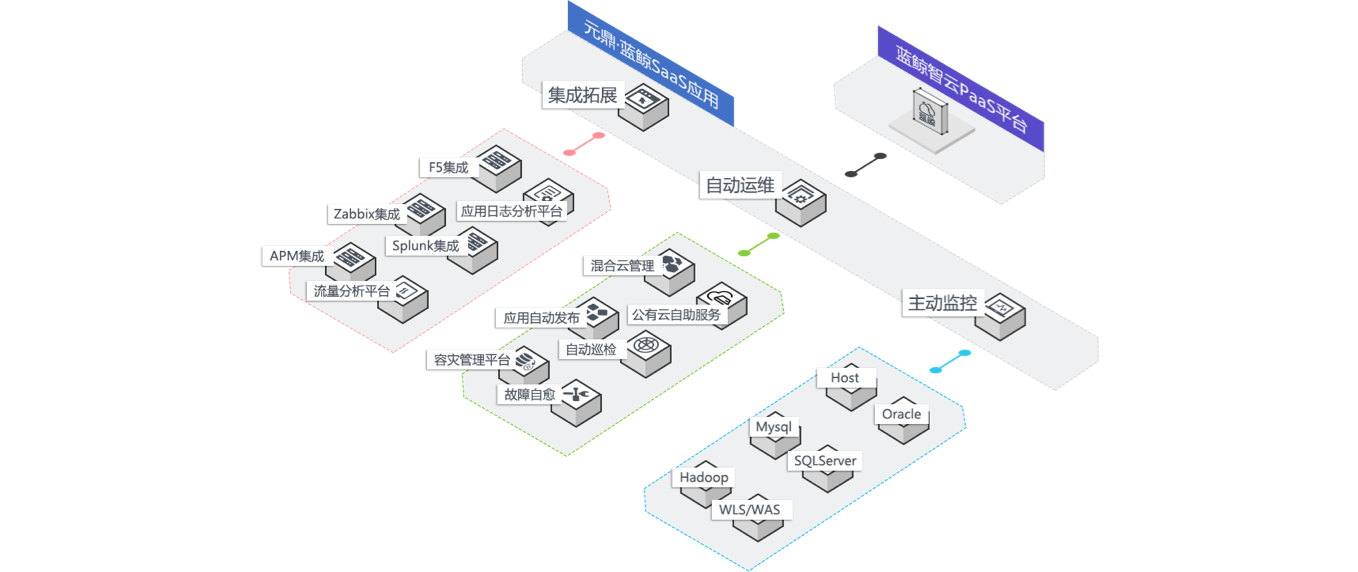 元鼎·蓝鲸SaaS应用
蓝鲸智云PaaS平台
集成拓展
自动运维
主动监控
F5集成
应用日志分析平台
Zabbix集成
Splunk集成
APM集成
流量分析平台
混合云管理
公有云自助服务
应用自动发布
自动巡检
容灾管理平台
故障自愈
Host
Oracle
Mysql
SQLServer
Hadoop
WLS/WAS